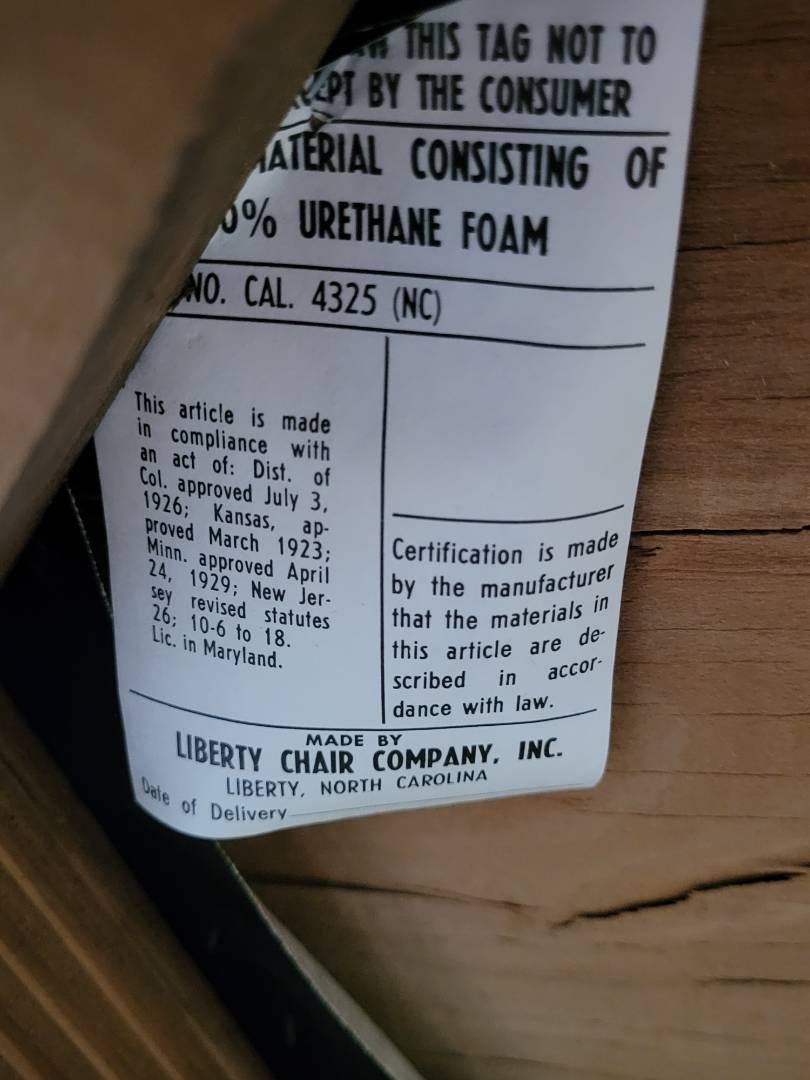 THIS TAG NOT TO
BY THE CONSUMER
CONSISTING OF
% URETHANE FOAM
NO. CAL. 4325 (NC)
This article is made
in compliance with
an act of: Dist. of
Col. approved July 3,
1926; Kansas, ap-
proved March 1923;
Minn. approved April
24, 1929; New Jer-
sey revised statutes
26; 10-6 to 18.
Lic. in Maryland.
Certification is made
by the manufacturer
that the materials in
this article are de-
scribed in accor-
dance with law.
MADE BY
LIBERTY CHAIR COMPANY, INC.
LIBERTY, NORTH CAROLINA
Date of Delivery